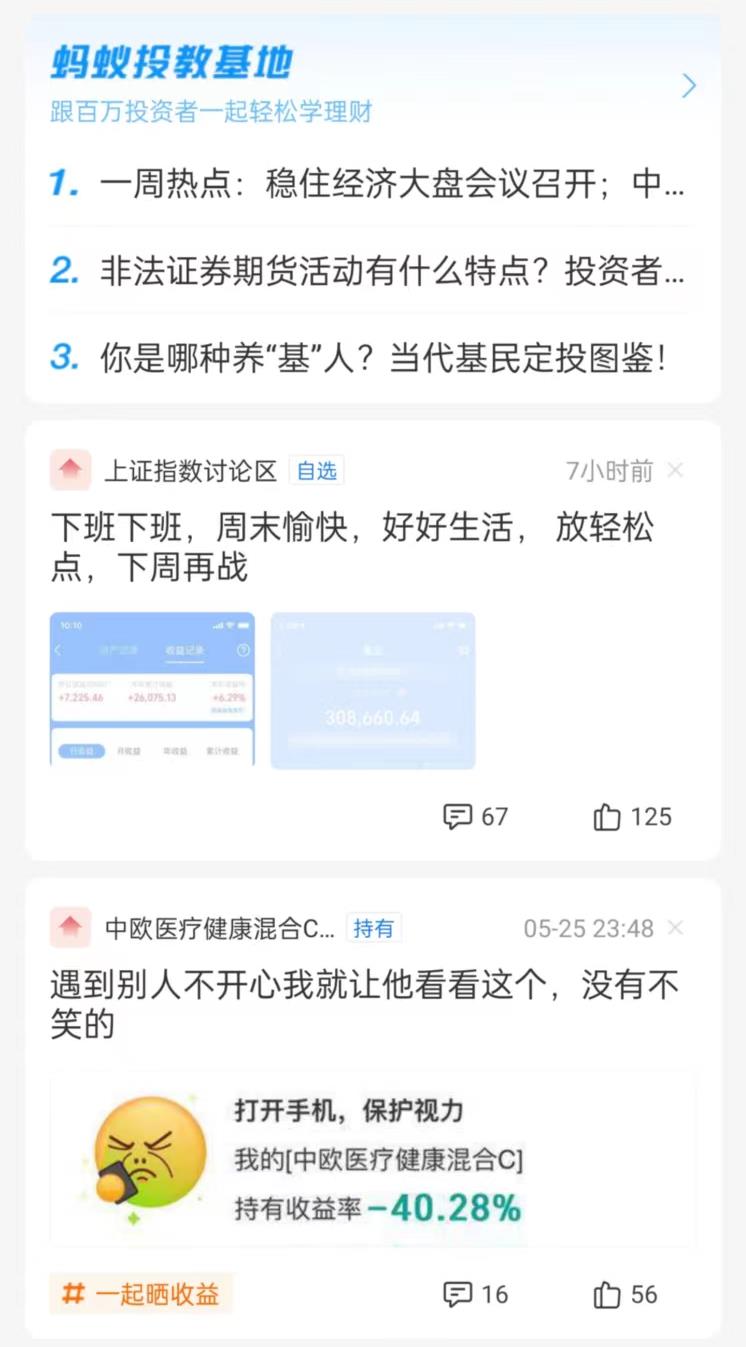 蚂蚁投教基地
跟百万投资者一起轻松学理财
1. 一周热点：稳住经济大盘会议召开；中...
2. 非法证券期货活动有什么特点？投资者...
3. 你是哪种养“基”人？当代基民定投图鉴！
上证指数讨论区 自选 7小时前
下班下班，周末愉快，好好生活， 放轻松
点，下周再战
10:10
收益记录
+7,225.46 +26,075.13 +6.29%
日收益 月收益 年收益 累计收益
308,660.64
67 125
中欧医疗健康混合C... 持有 05-25 23:48
遇到别人不开心我就让他看看这个，没有不
笑的
打开手机，保护视力
我的[中欧医疗健康混合C]
持有收益率-40.28%
# 一起晒收益 16 56